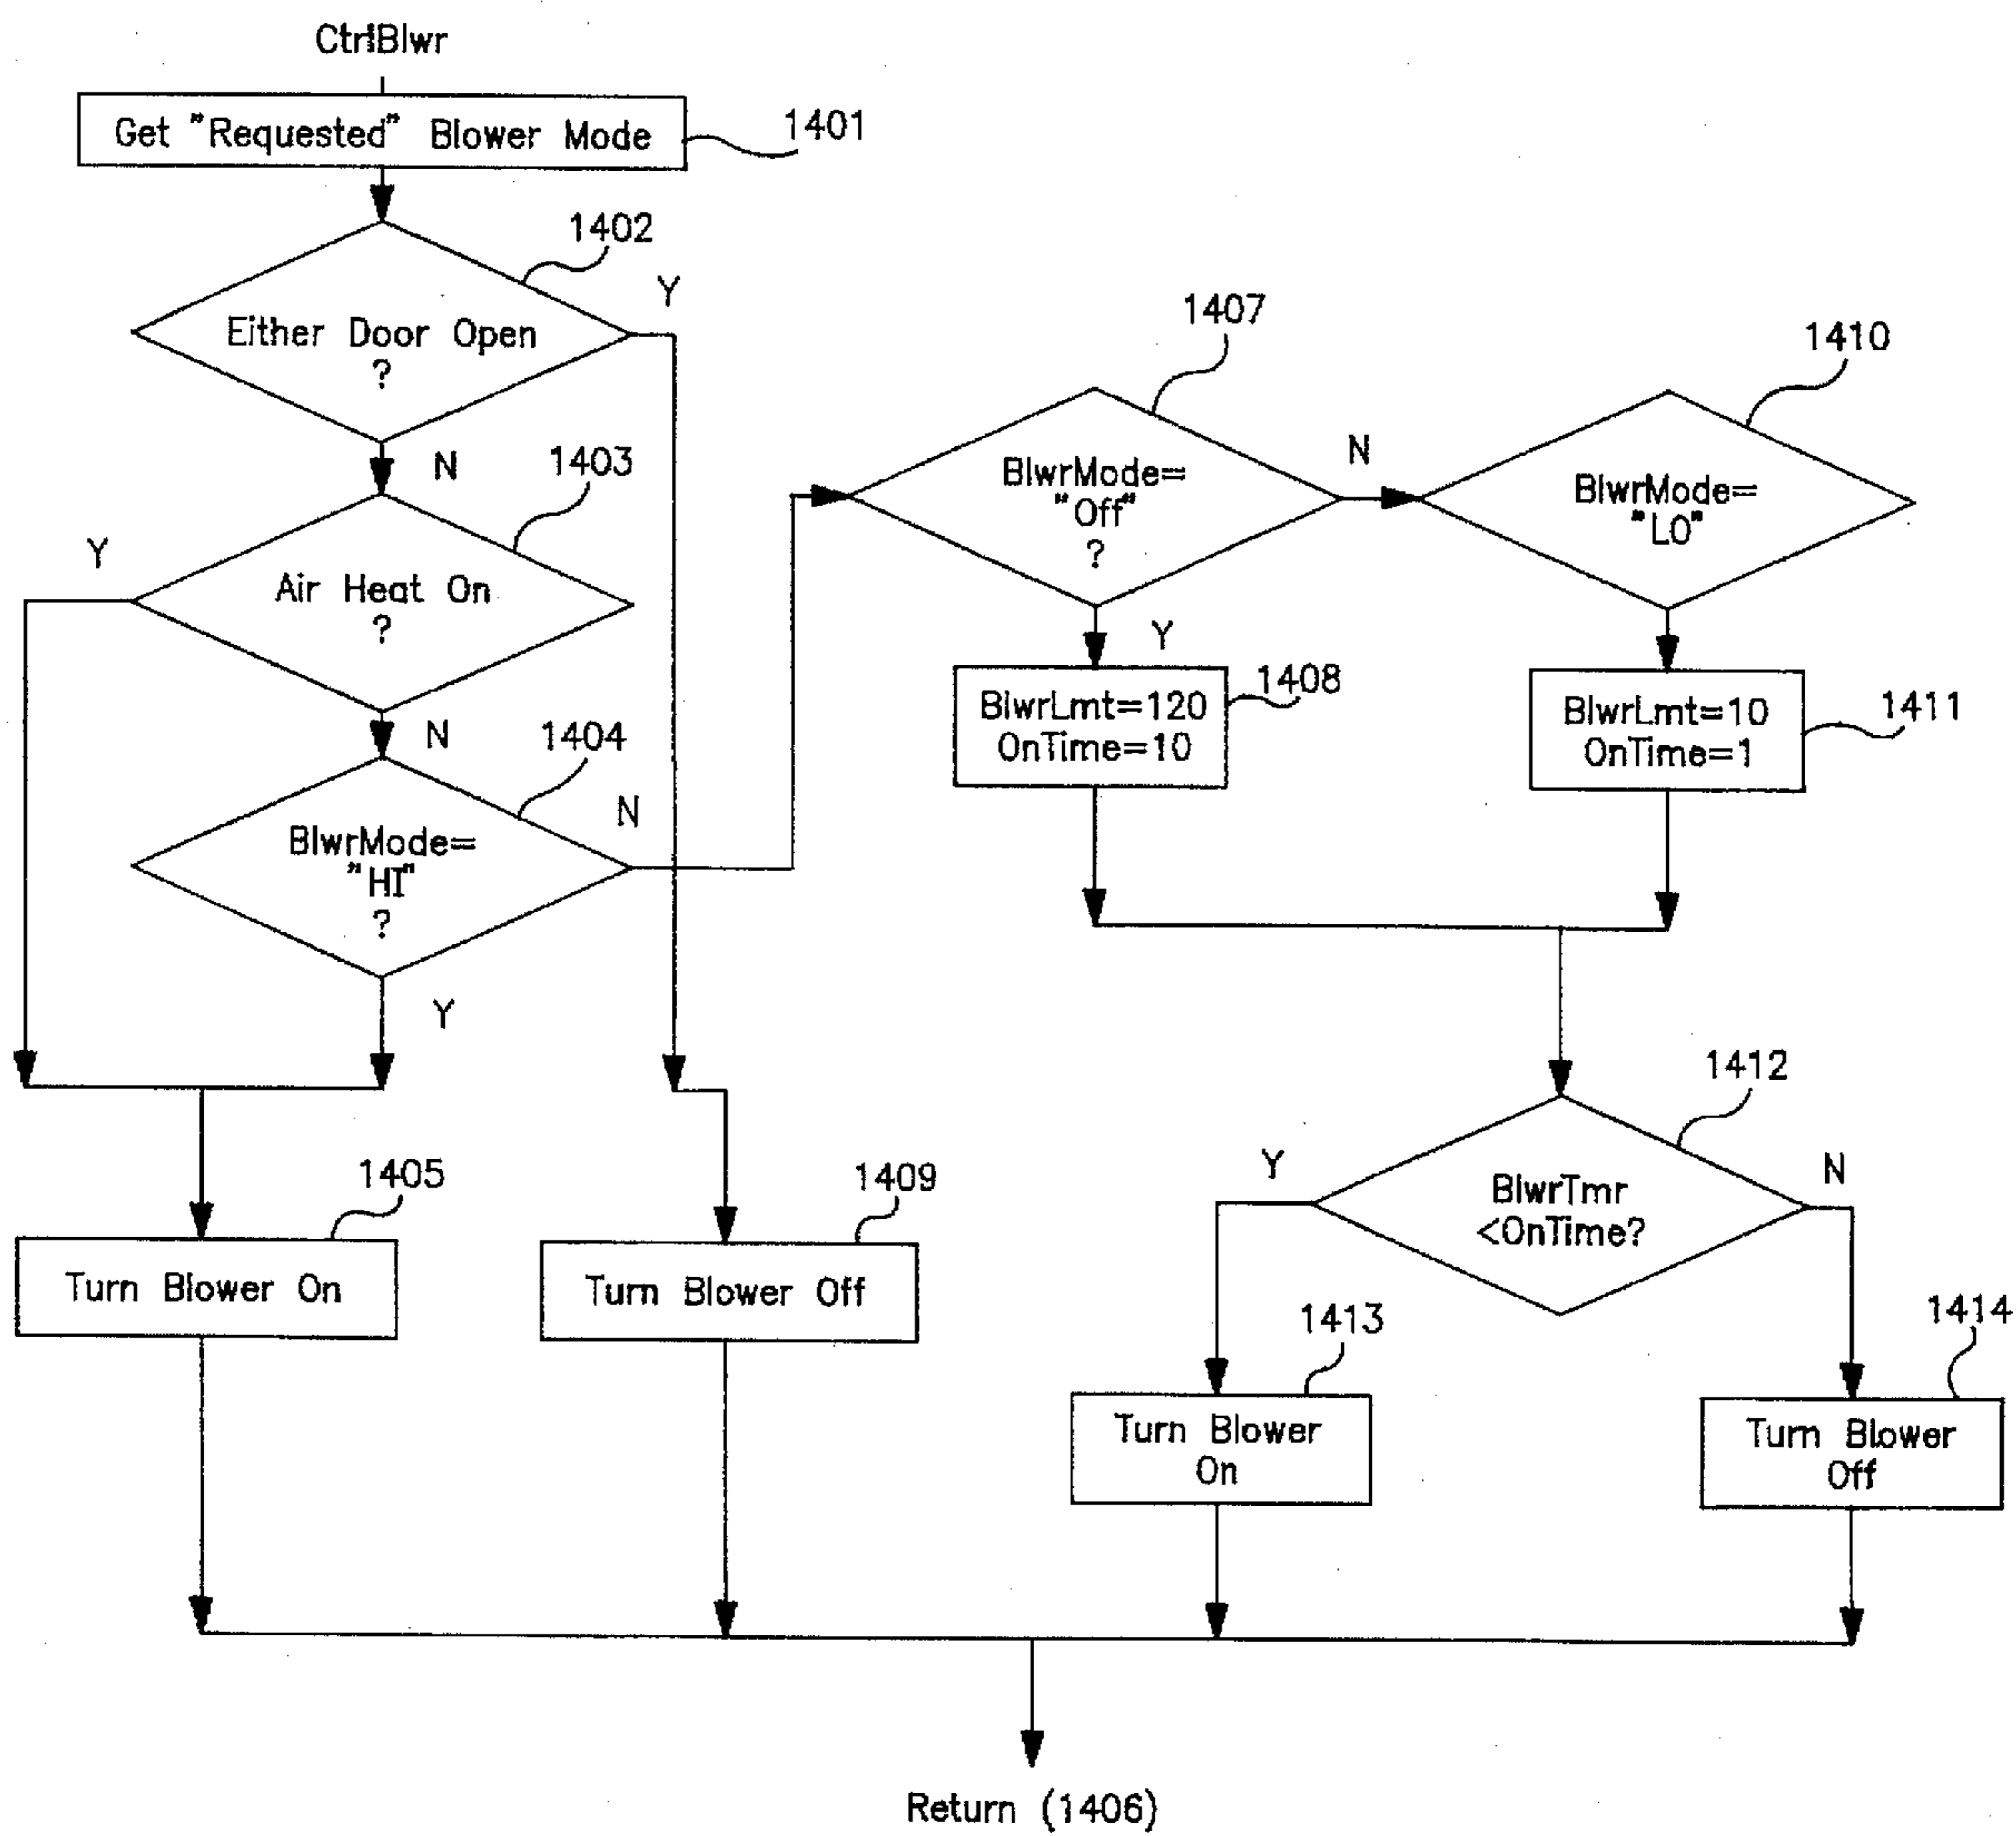 CtrlBlwr
Get "Requested" Blower Mode
1401
1402
Either Door Open
?
Y
N
1403
Air Heat On
?
Y
N
1404
BlwrMode=
"HI"
?
N
Y
1407
BlwrMode=
"Off"
?
N
Y
1410
BlwrMode=
"LO"
BlwrLmt=120
OnTime=10
1408
BlwrLmt=10
OnTime=1
1411
1412
BlwrTmr
<OnTime?
Y
N
1405
Turn Blower On
1409
Turn Blower Off
1413
Turn Blower
On
1414
Turn Blower
Off
Return (1406)